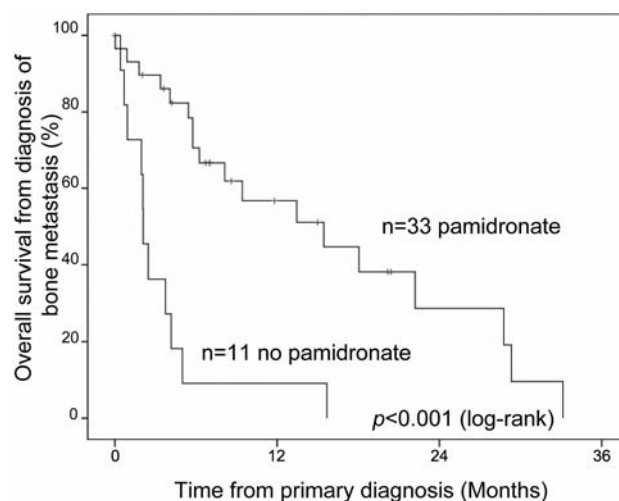 Overall survival from diagnosis of
bone metastasis (%)
100
80
60
40
20
0
n=33 pamidronate
n=11 no pamidronate
p<0.001 (log-rank)
0 12 24 36
Time from primary diagnosis (Months)